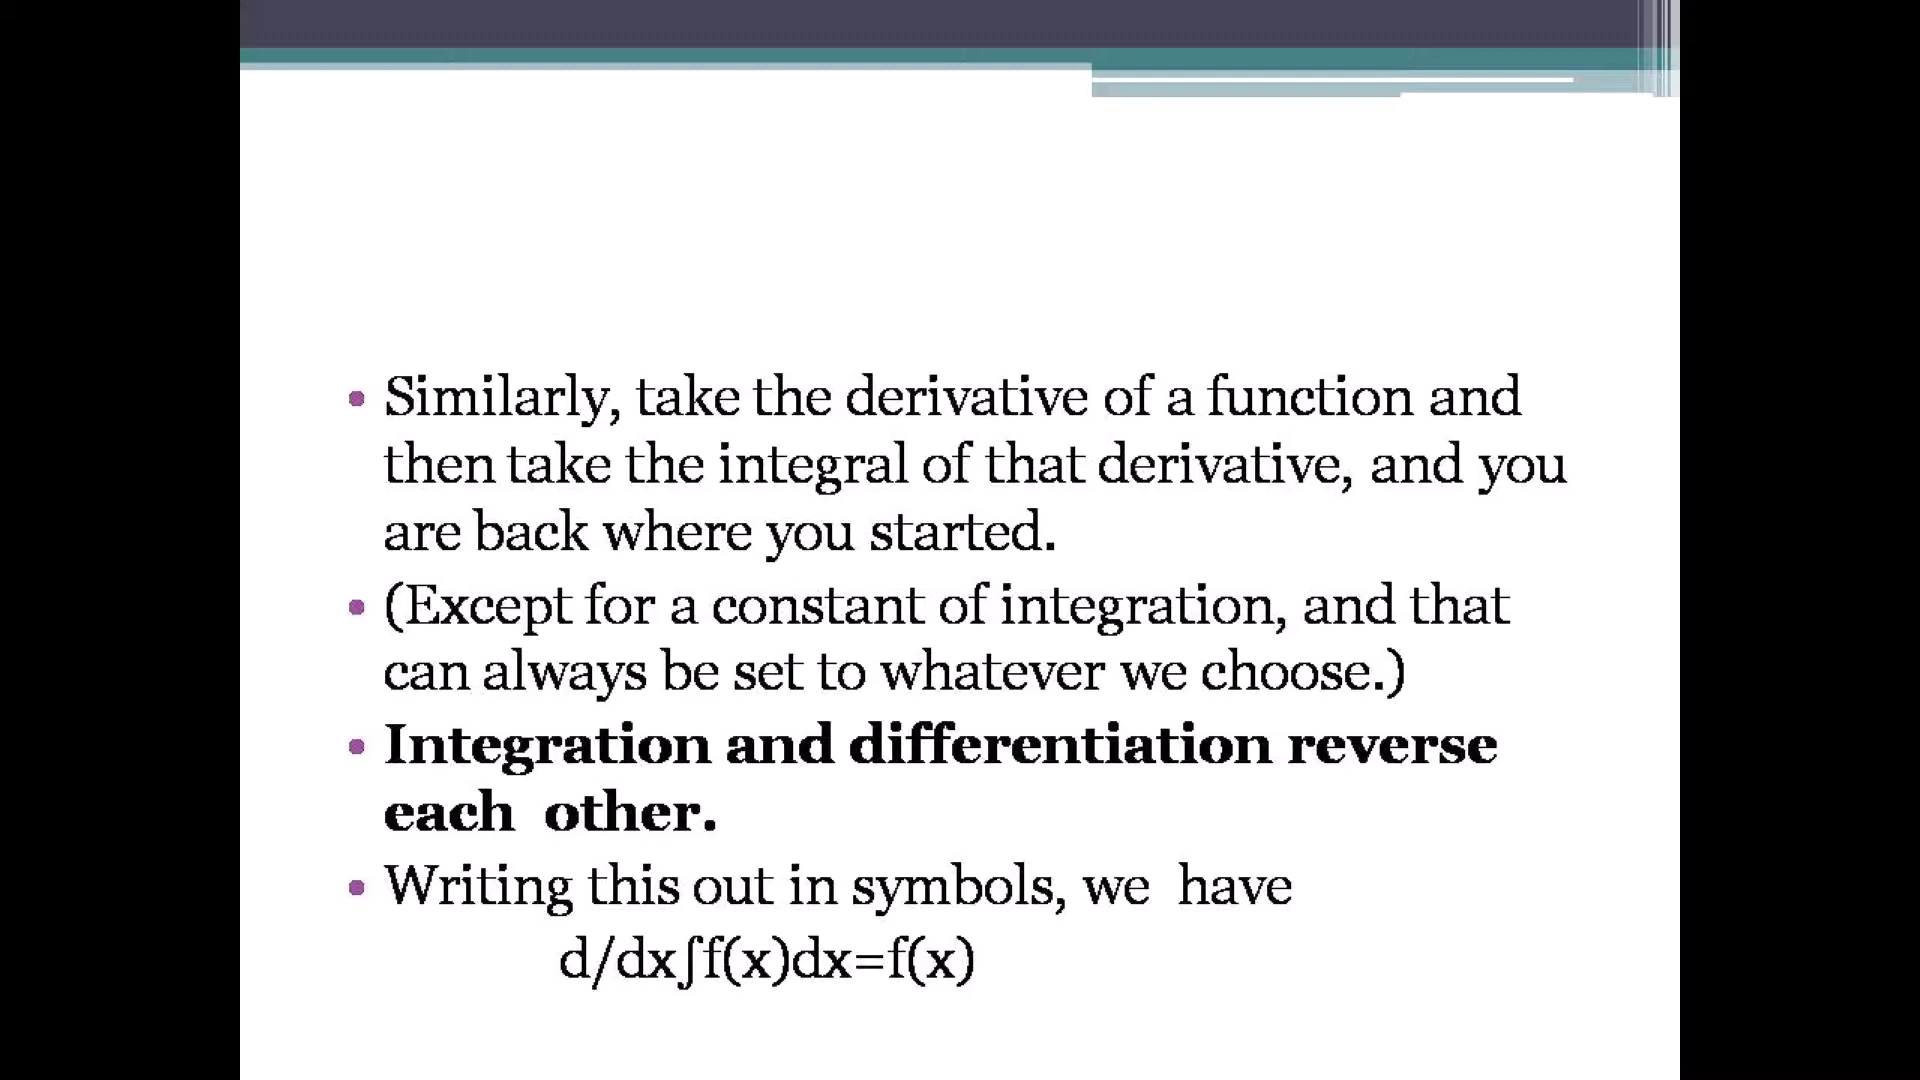 • Similarly, take the derivative of a function and
then take the integral of that derivative, and you
are back where you started.
• (Except for a constant of integration, and that
can always be set to whatever we choose.)
• Integration and differentiation reverse
each other.
• Writing this out in symbols, we have
d/dx∫f(x)dx=f(x)